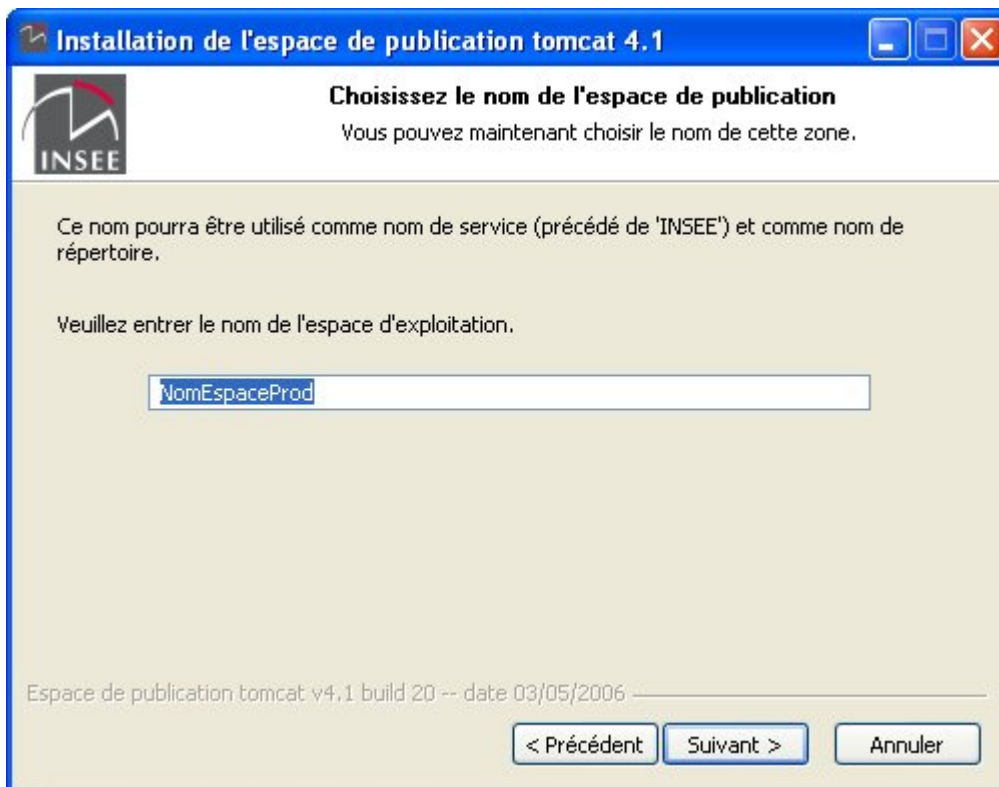 Installation de l'espace de publication tomcat 4.1
INSEE
Choisissez le nom de l'espace de publication
Vous pouvez maintenant choisir le nom de cette zone.
Ce nom pourra être utilisé comme nom de service (précédé de 'INSEE') et comme nom de
répertoire.
Veuillez entrer le nom de l'espace d'exploitation.
NomEspaceProd
Espace de publication tomcat v4.1 build 20 -- date 03/05/2006
< Précédent
Suivant >
Annuler